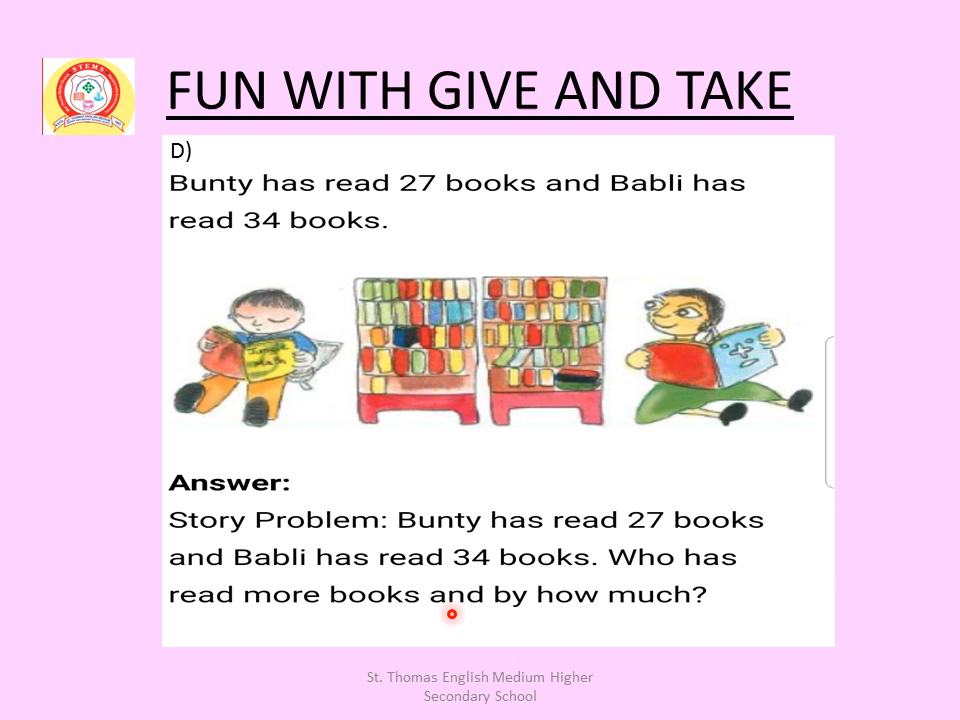 STEMS
FUN WITH GIVE AND TAKE
D)
Bunty has read 27 books and Babli has
read 34 books.
Answer:
Story Problem: Bunty has read 27 books
and Babli has read 34 books. Who has
read more books and by how much?
St. Thomas English Medium Higher
Secondary School